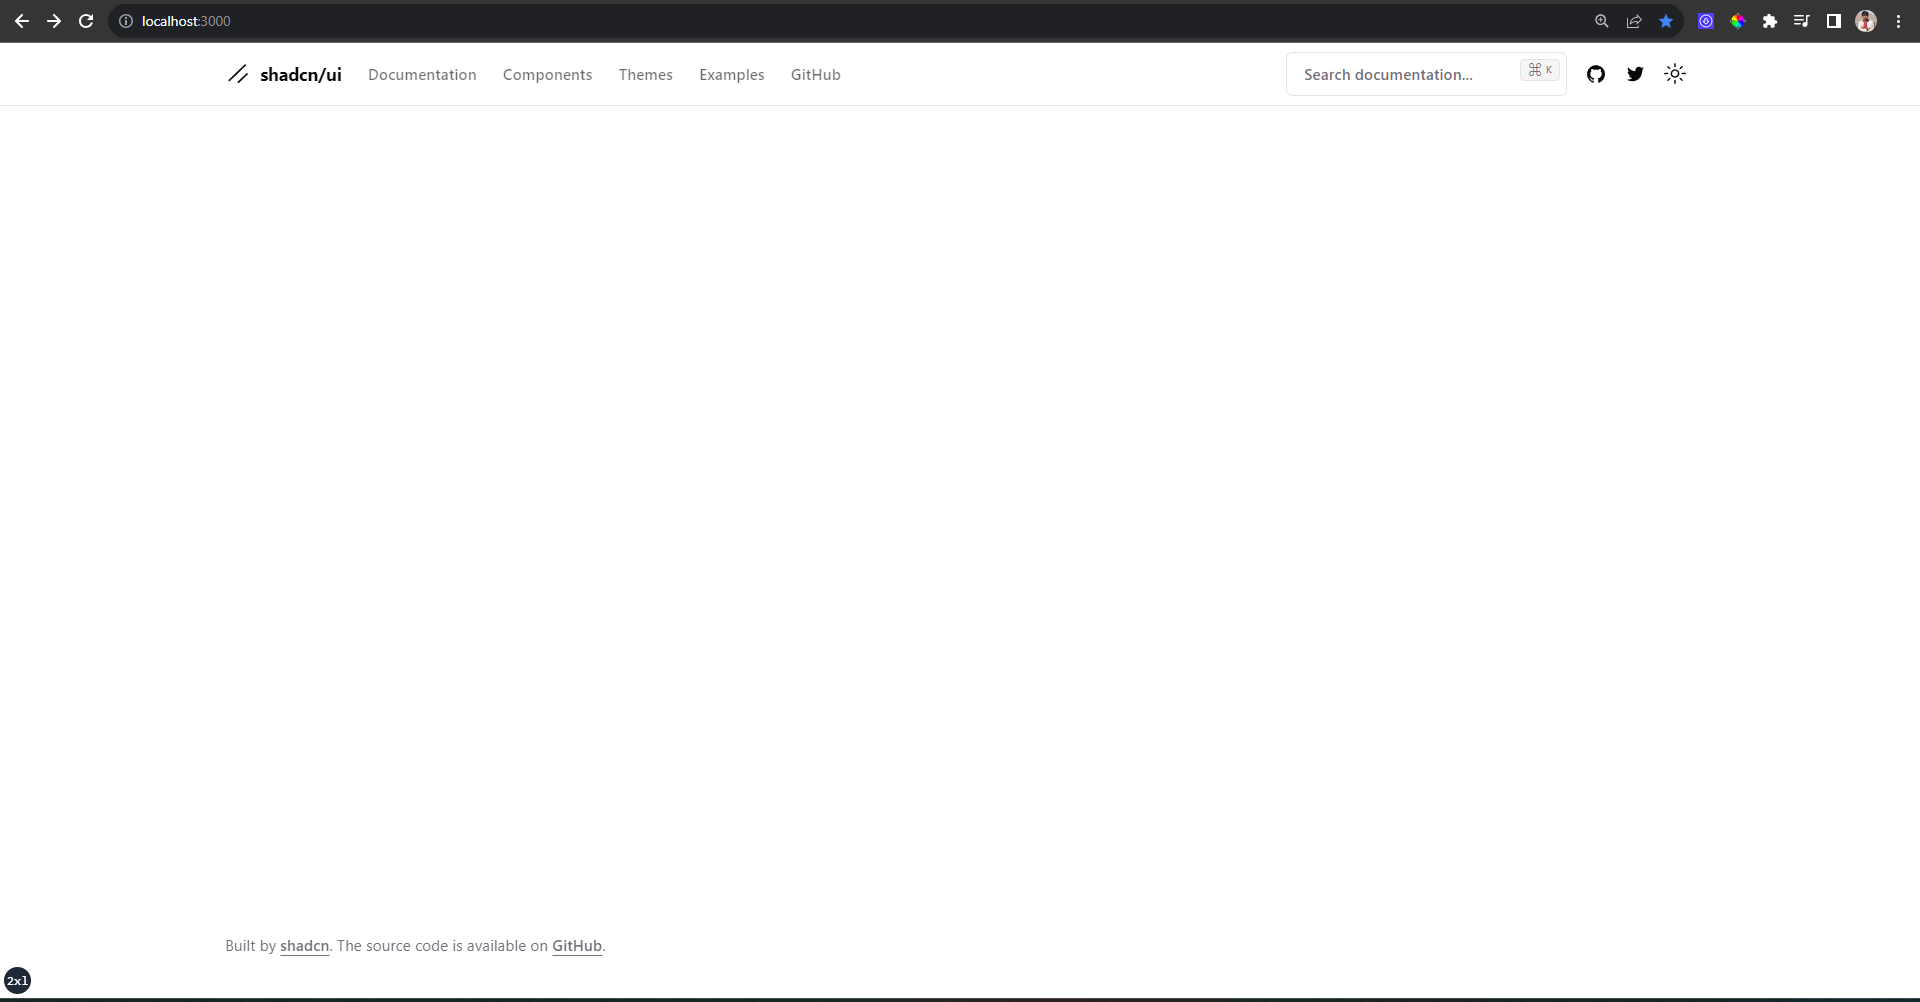 localhost:3000
shadcn/ui Documentation Components Themes Examples GitHub Search documentation... ⌘ K
Built by shadcn. The source code is available on GitHub.
2xl